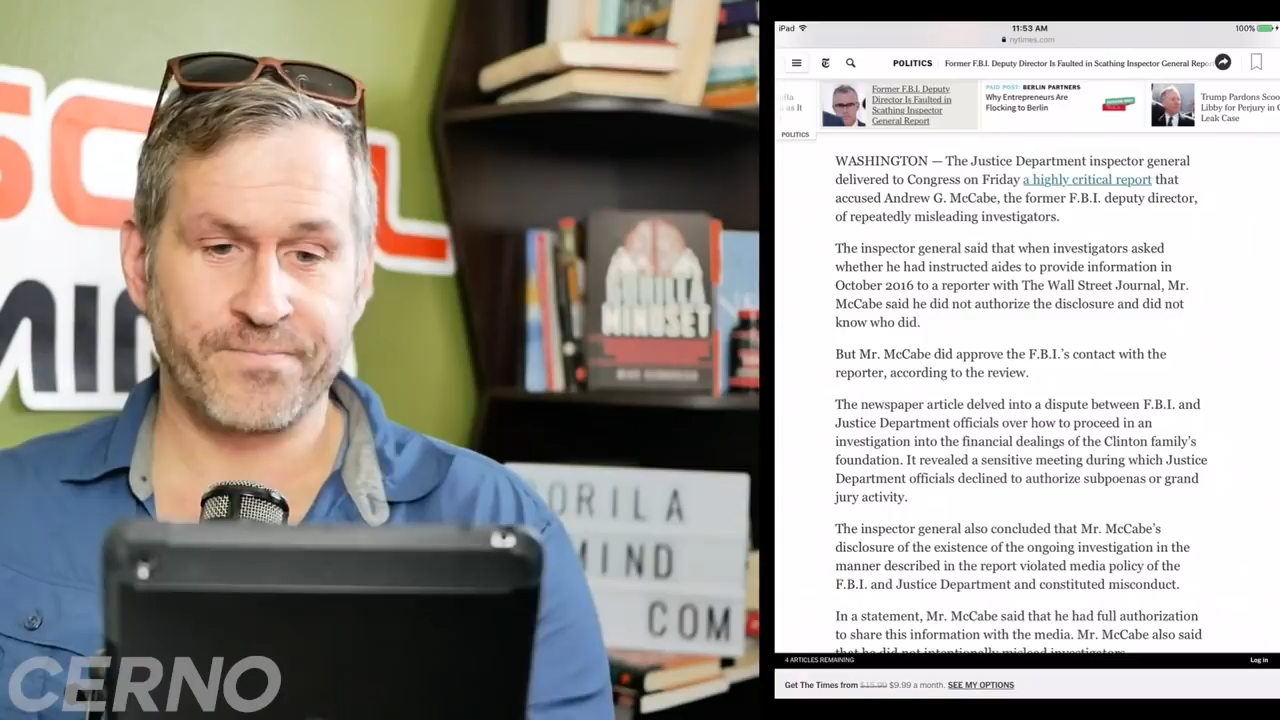 GORILLA
MINDSET
ORILA
MIND
COM
CERNO
iPad
11:53 AM
100%
nytimes.com
POLITICS
Former F.B.I. Deputy Director Is Faulted in Scathing Inspector General Repor
Former F.B.I. Deputy
Director Is Faulted in
Scathing Inspector
General Report
PAID POST: BERLIN PARTNERS
Why Entrepreneurs Are
Flocking to Berlin
Trump Pardons Scoo
Libby for Perjury in C
Leak Case
as It
POLITICS
WASHINGTON — The Justice Department inspector general
delivered to Congress on Friday a highly critical report that
accused Andrew G. McCabe, the former F.B.I. deputy director,
of repeatedly misleading investigators.
The inspector general said that when investigators asked
whether he had instructed aides to provide information in
October 2016 to a reporter with The Wall Street Journal, Mr.
McCabe said he did not authorize the disclosure and did not
know who did.
But Mr. McCabe did approve the F.B.I.’s contact with the
reporter, according to the review.
The newspaper article delved into a dispute between F.B.I. and
Justice Department officials over how to proceed in an
investigation into the financial dealings of the Clinton family’s
foundation. It revealed a sensitive meeting during which Justice
Department officials declined to authorize subpoenas or grand
jury activity.
The inspector general also concluded that Mr. McCabe’s
disclosure of the existence of the ongoing investigation in the
manner described in the report violated media policy of the
F.B.I. and Justice Department and constituted misconduct.
In a statement, Mr. McCabe said that he had full authorization
to share this information with the media. Mr. McCabe also said
that he did not intentionally mislead investigators.
4 ARTICLES REMAINING
Log in
Get The Times from $15.99 $9.99 a month. SEE MY OPTIONS